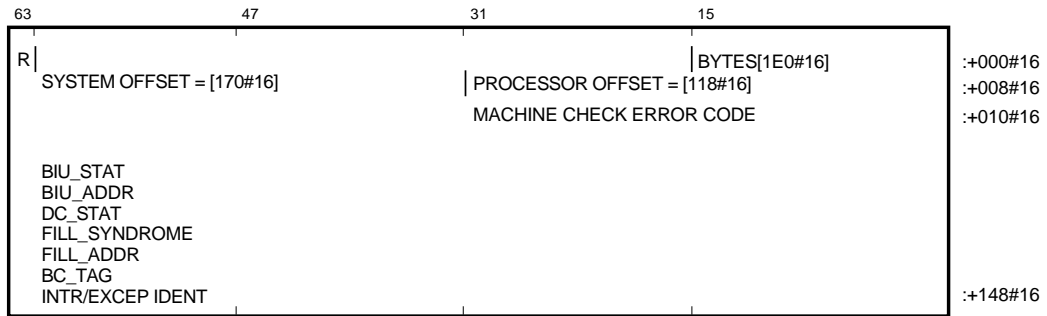 63 47 31 15
R BYTES[1E0#16] :+000#16
SYSTEM OFFSET = [170#16] PROCESSOR OFFSET = [118#16] :+008#16
MACHINE CHECK ERROR CODE :+010#16
BIU_STAT
BIU_ADDR
DC_STAT
FILL_SYNDROME
FILL_ADDR
BC_TAG
INTR/EXCEP IDENT :+148#16